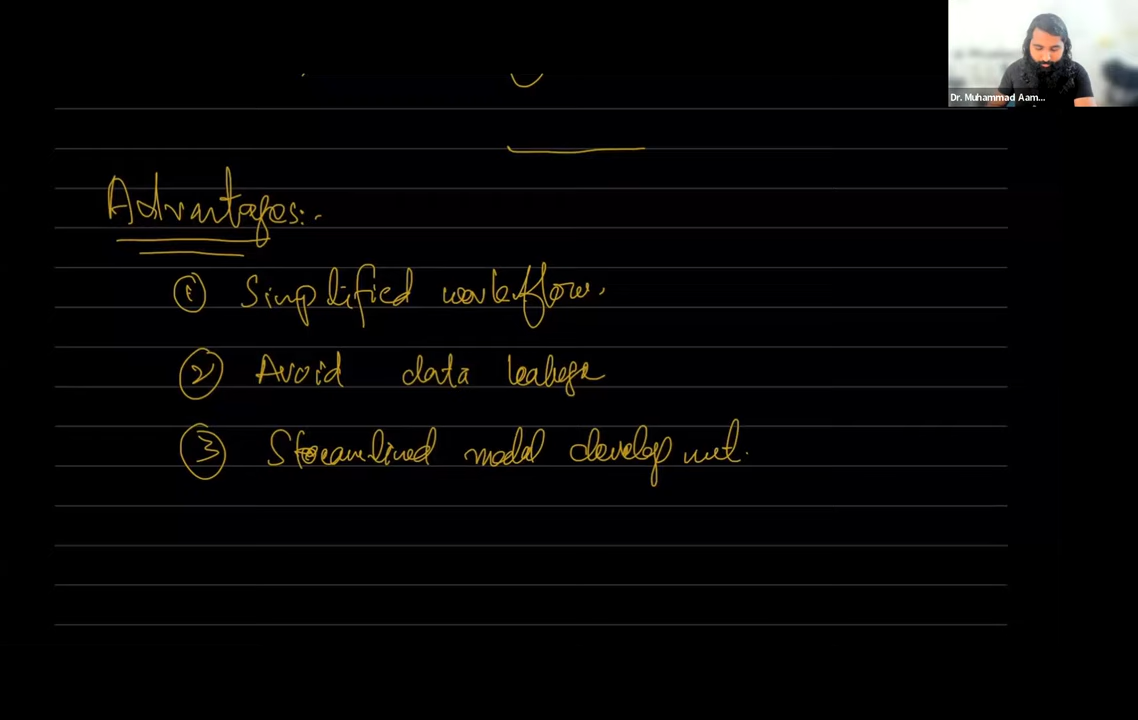 Dr. Muhammad Aam...
Advantages:-
① Simplified workflow.
② Avoid data leakage
③ Streamlined model development.